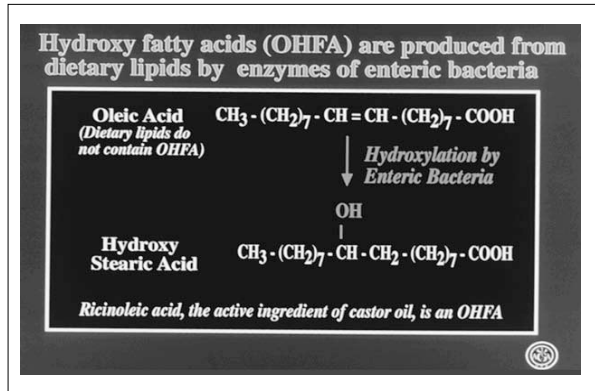 Hydroxy fatty acids (OHFA) are produced from
dietary lipids by enzymes of enteric bacteria
Oleic Acid
(Dietary lipids do
not contain OHFA)
CH3 - (CH2)7 - CH = CH - (CH2)7 - COOH
Hydroxylation by
Enteric Bacteria
OH
Hydroxy
Stearic Acid
CH3 - (CH2)7 - CH - CH2 - (CH2)7 - COOH
Ricinoleic acid, the active ingredient of castor oil, is an OHFA